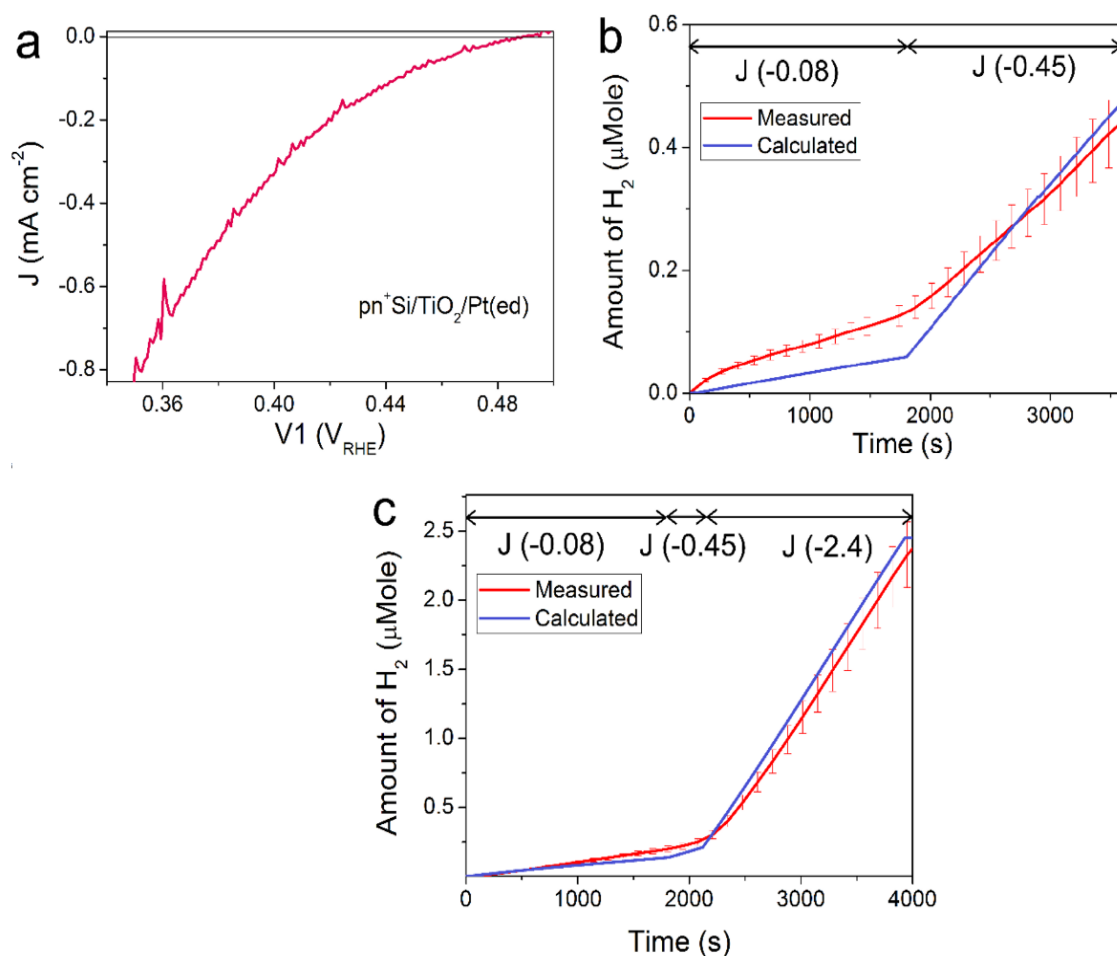 a
0.0
-0.2
-0.4
-0.6
-0.8
J (mA cm⁻²)
pn⁺Si/TiO₂/Pt(ed)
0.36 0.40 0.44 0.48
V1 (V_RHE)
b
0.6
0.4
0.2
0.0
Amount of H₂ (μMole)
J (-0.08) J (-0.45)
Measured
Calculated
0 1000 2000 3000
Time (s)
c
2.5
2.0
1.5
1.0
0.5
Amount of H₂ (μMole)
J (-0.08) J (-0.45) J (-2.4)
Measured
Calculated
0 1000 2000 3000 4000
Time (s)